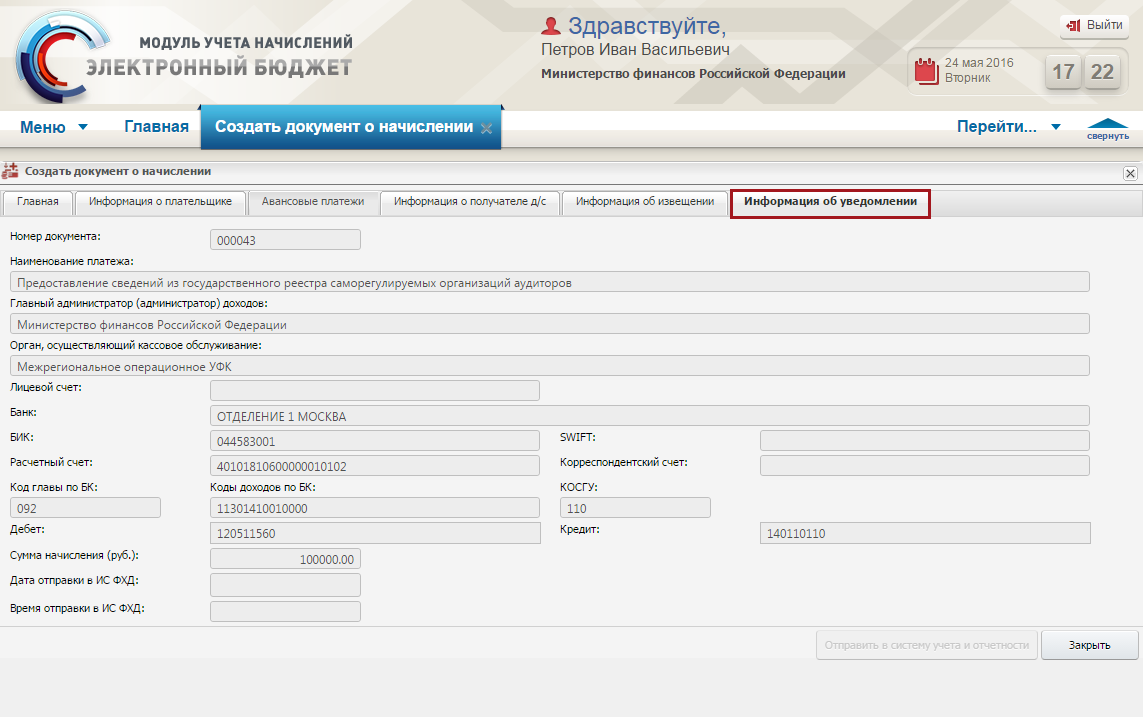 МОДУЛЬ УЧЕТА НАЧИСЛЕНИЙ
ЭЛЕКТРОННЫЙ БЮДЖЕТ
Здравствуйте,
Петров Иван Васильевич
Министерство финансов Российской Федерации
Выйти
24 мая 2016
Вторник
17 22
Меню Главная Создать документ о начислении Перейти... свернуть
Создать документ о начислении
Главная Информация о плательщике Авансовые платежи Информация о получателе д/с Информация об извещении Информация об уведомлении
Номер документа: 000043
Наименование платежа:
Предоставление сведений из государственного реестра саморегулируемых организаций аудиторов
Главный администратор (администратор) доходов:
Министерство финансов Российской Федерации
Орган, осуществляющий кассовое обслуживание:
Межрегиональное операционное УФК
Лицевой счет:
Банк: ОТДЕЛЕНИЕ 1 МОСКВА
БИК: 044583001 SWIFT:
Расчетный счет: 40101810600000010102 Корреспондентский счет:
Код главы по БК: Коды доходов по БК: КОСГУ:
092 11301410010000 110
Дебет: 120511560 Кредит: 140110110
Сумма начисления (руб.): 100000.00
Дата отправки в ИС ФХД:
Время отправки в ИС ФХД:
Отправить в систему учета и отчетности Закрыть